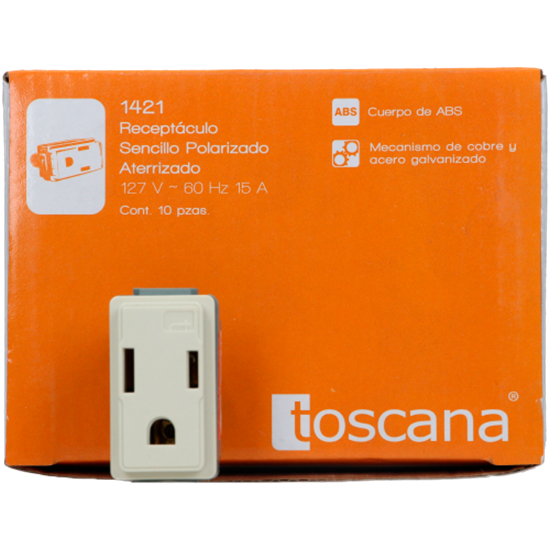 1421
Receptáculo
Sencillo Polarizado
Aterrizado
127 V ~ 60 Hz 15 A
Cont. 10 pzas.
ABS
Cuerpo de ABS
Mecanismo de cobre y
acero galvanizado
toscana®